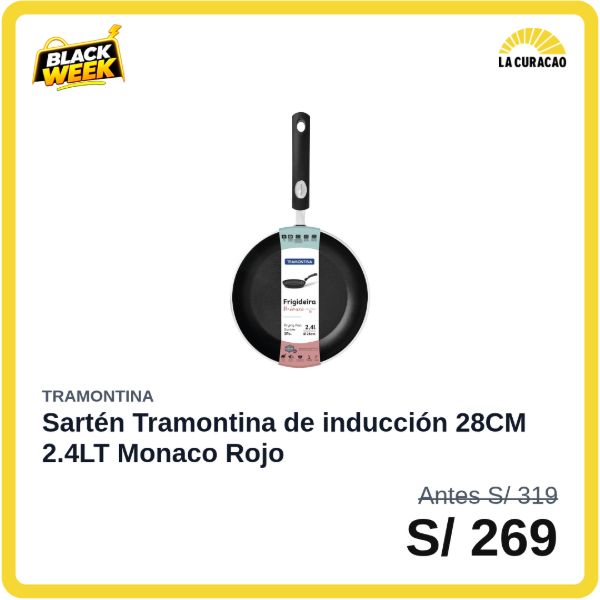 BLACK
WEEK
LA CURACAO
TRAMONTINA
Frigideira
2.4L
TRAMONTINA
Sartén Tramontina de inducción 28CM
2.4LT Monaco Rojo
Antes S/ 319
S/ 269